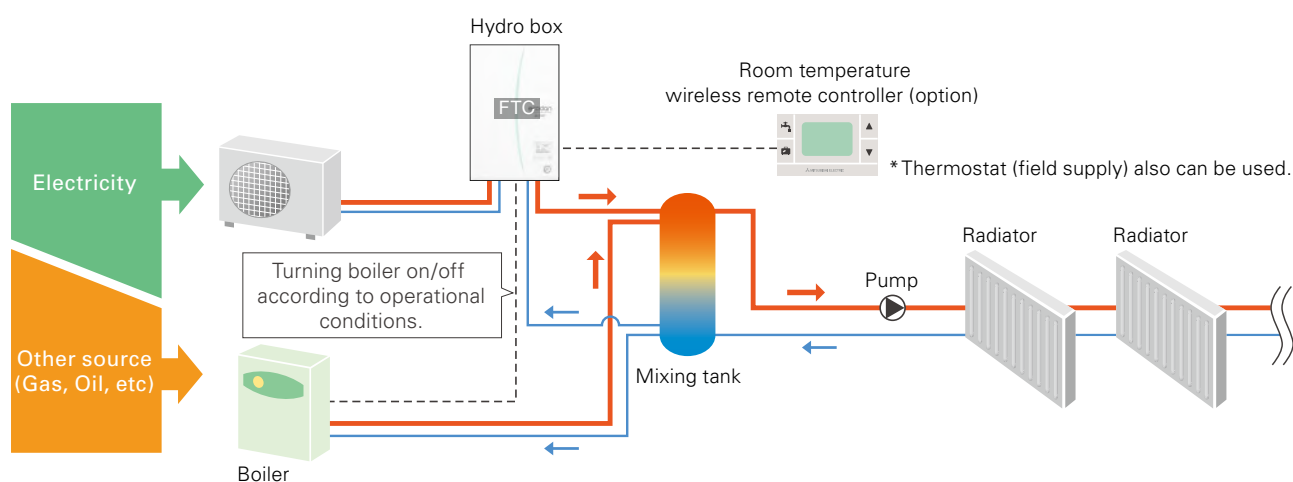 Hydro box
FTC
Room temperature
wireless remote controller (option)
* Thermostat (field supply) also can be used.
Electricity
Turning boiler on/off
according to operational
conditions.
Radiator
Radiator
Pump
Other source
(Gas, Oil, etc)
Mixing tank
Boiler